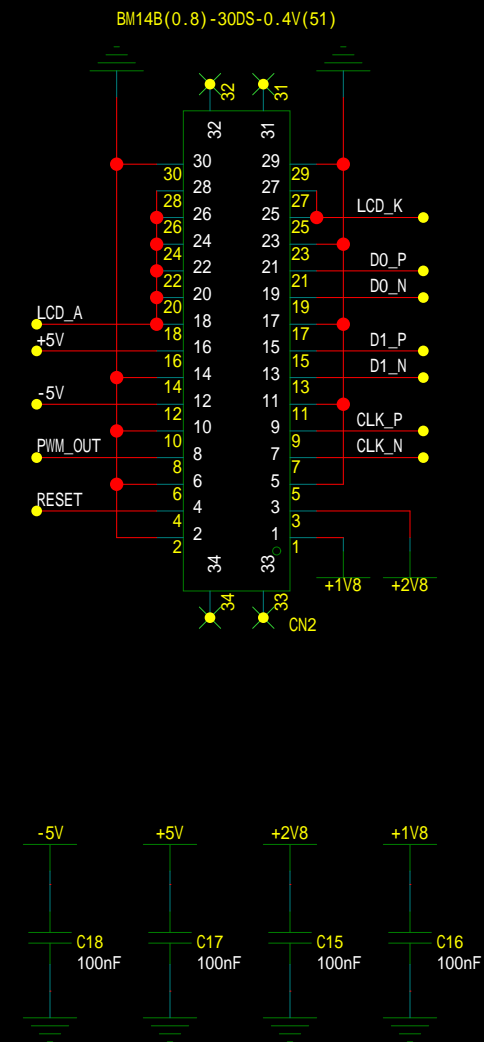 BM14B(0.8)-30DS-0.4V(51)
32 31
32 31
30 29
30 29
28 27
28 27 LCD_K
26 25
26 25
24 23
24 23 D0_P
22 21
22 21 D0_N
20 19
20 19
LCD_A 18 17
+5V 18 17 D1_P
16 15
16 15 D1_N
14 13
-5V 14 13
12 11
12 11 CLK_P
10 9
PWM_OUT 10 9 CLK_N
8 7
8 7
6 5
RESET 6 5
4 3
4 3
2 1
2 1
34 33
+1V8 +2V8
34 33
CN2
-5V +5V +2V8 +1V8
C18 C17 C15 C16
100nF 100nF 100nF 100nF